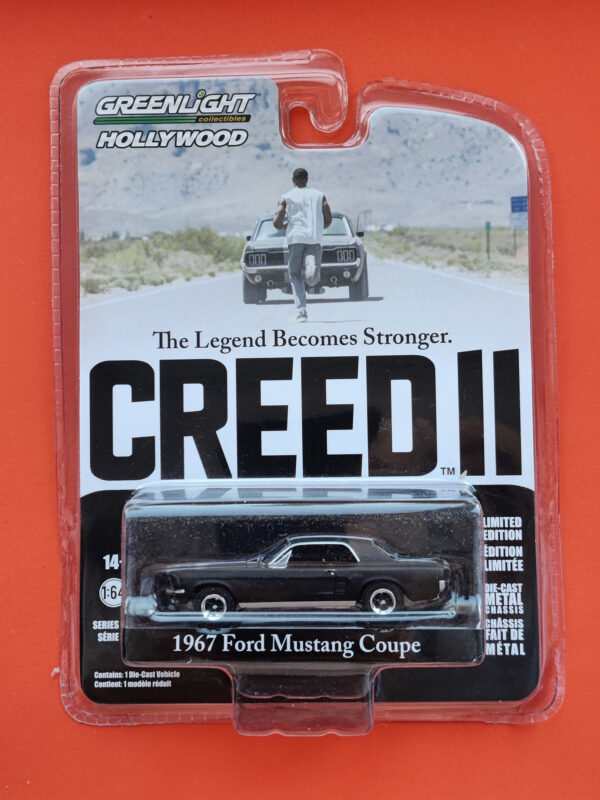 GREENLIGHT
collectibles
HOLLYWOOD
The Legend Becomes Stronger.
CREED II
TM
14+
1:64
SERIES
SÉRIE
LIMITED
EDITION
ÉDITION
LIMITÉE
DIE-CAST
METAL
CHASSIS
CHÂSSIS
FAIT DE
MÉTAL
1967 Ford Mustang Coupe
Contains: 1 Die-Cast Vehicle
Contient: 1 modèle réduit